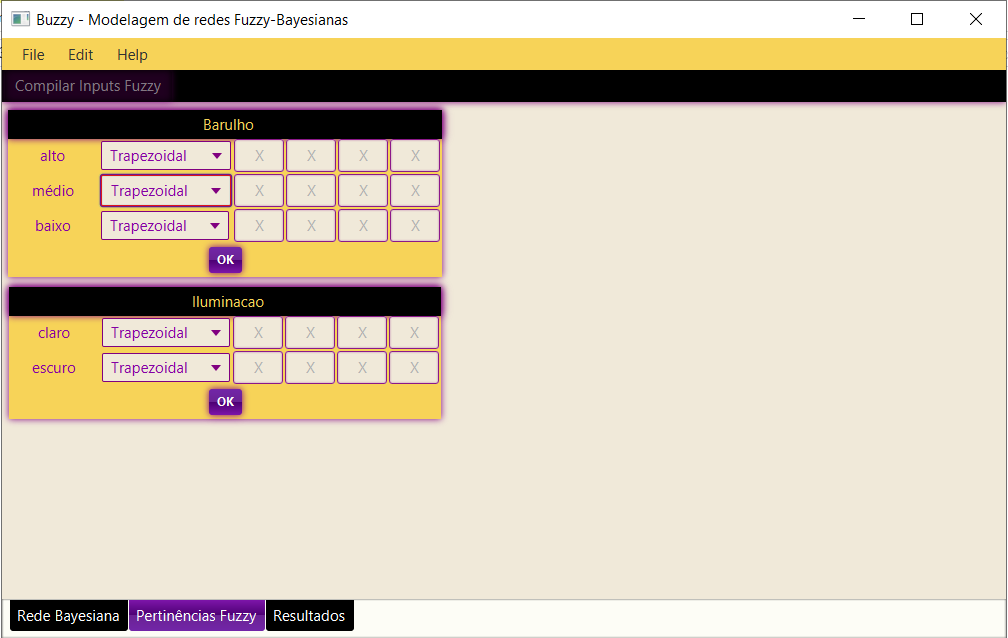 Buzzy - Modelagem de redes Fuzzy-Bayesianas
File Edit Help
Compilar Inputs Fuzzy
Barulho
alto Trapezoidal X X X X
médio Trapezoidal X X X X
baixo Trapezoidal X X X X
OK
Iluminacao
claro Trapezoidal X X X X
escuro Trapezoidal X X X X
OK
Rede Bayesiana Pertinências Fuzzy Resultados